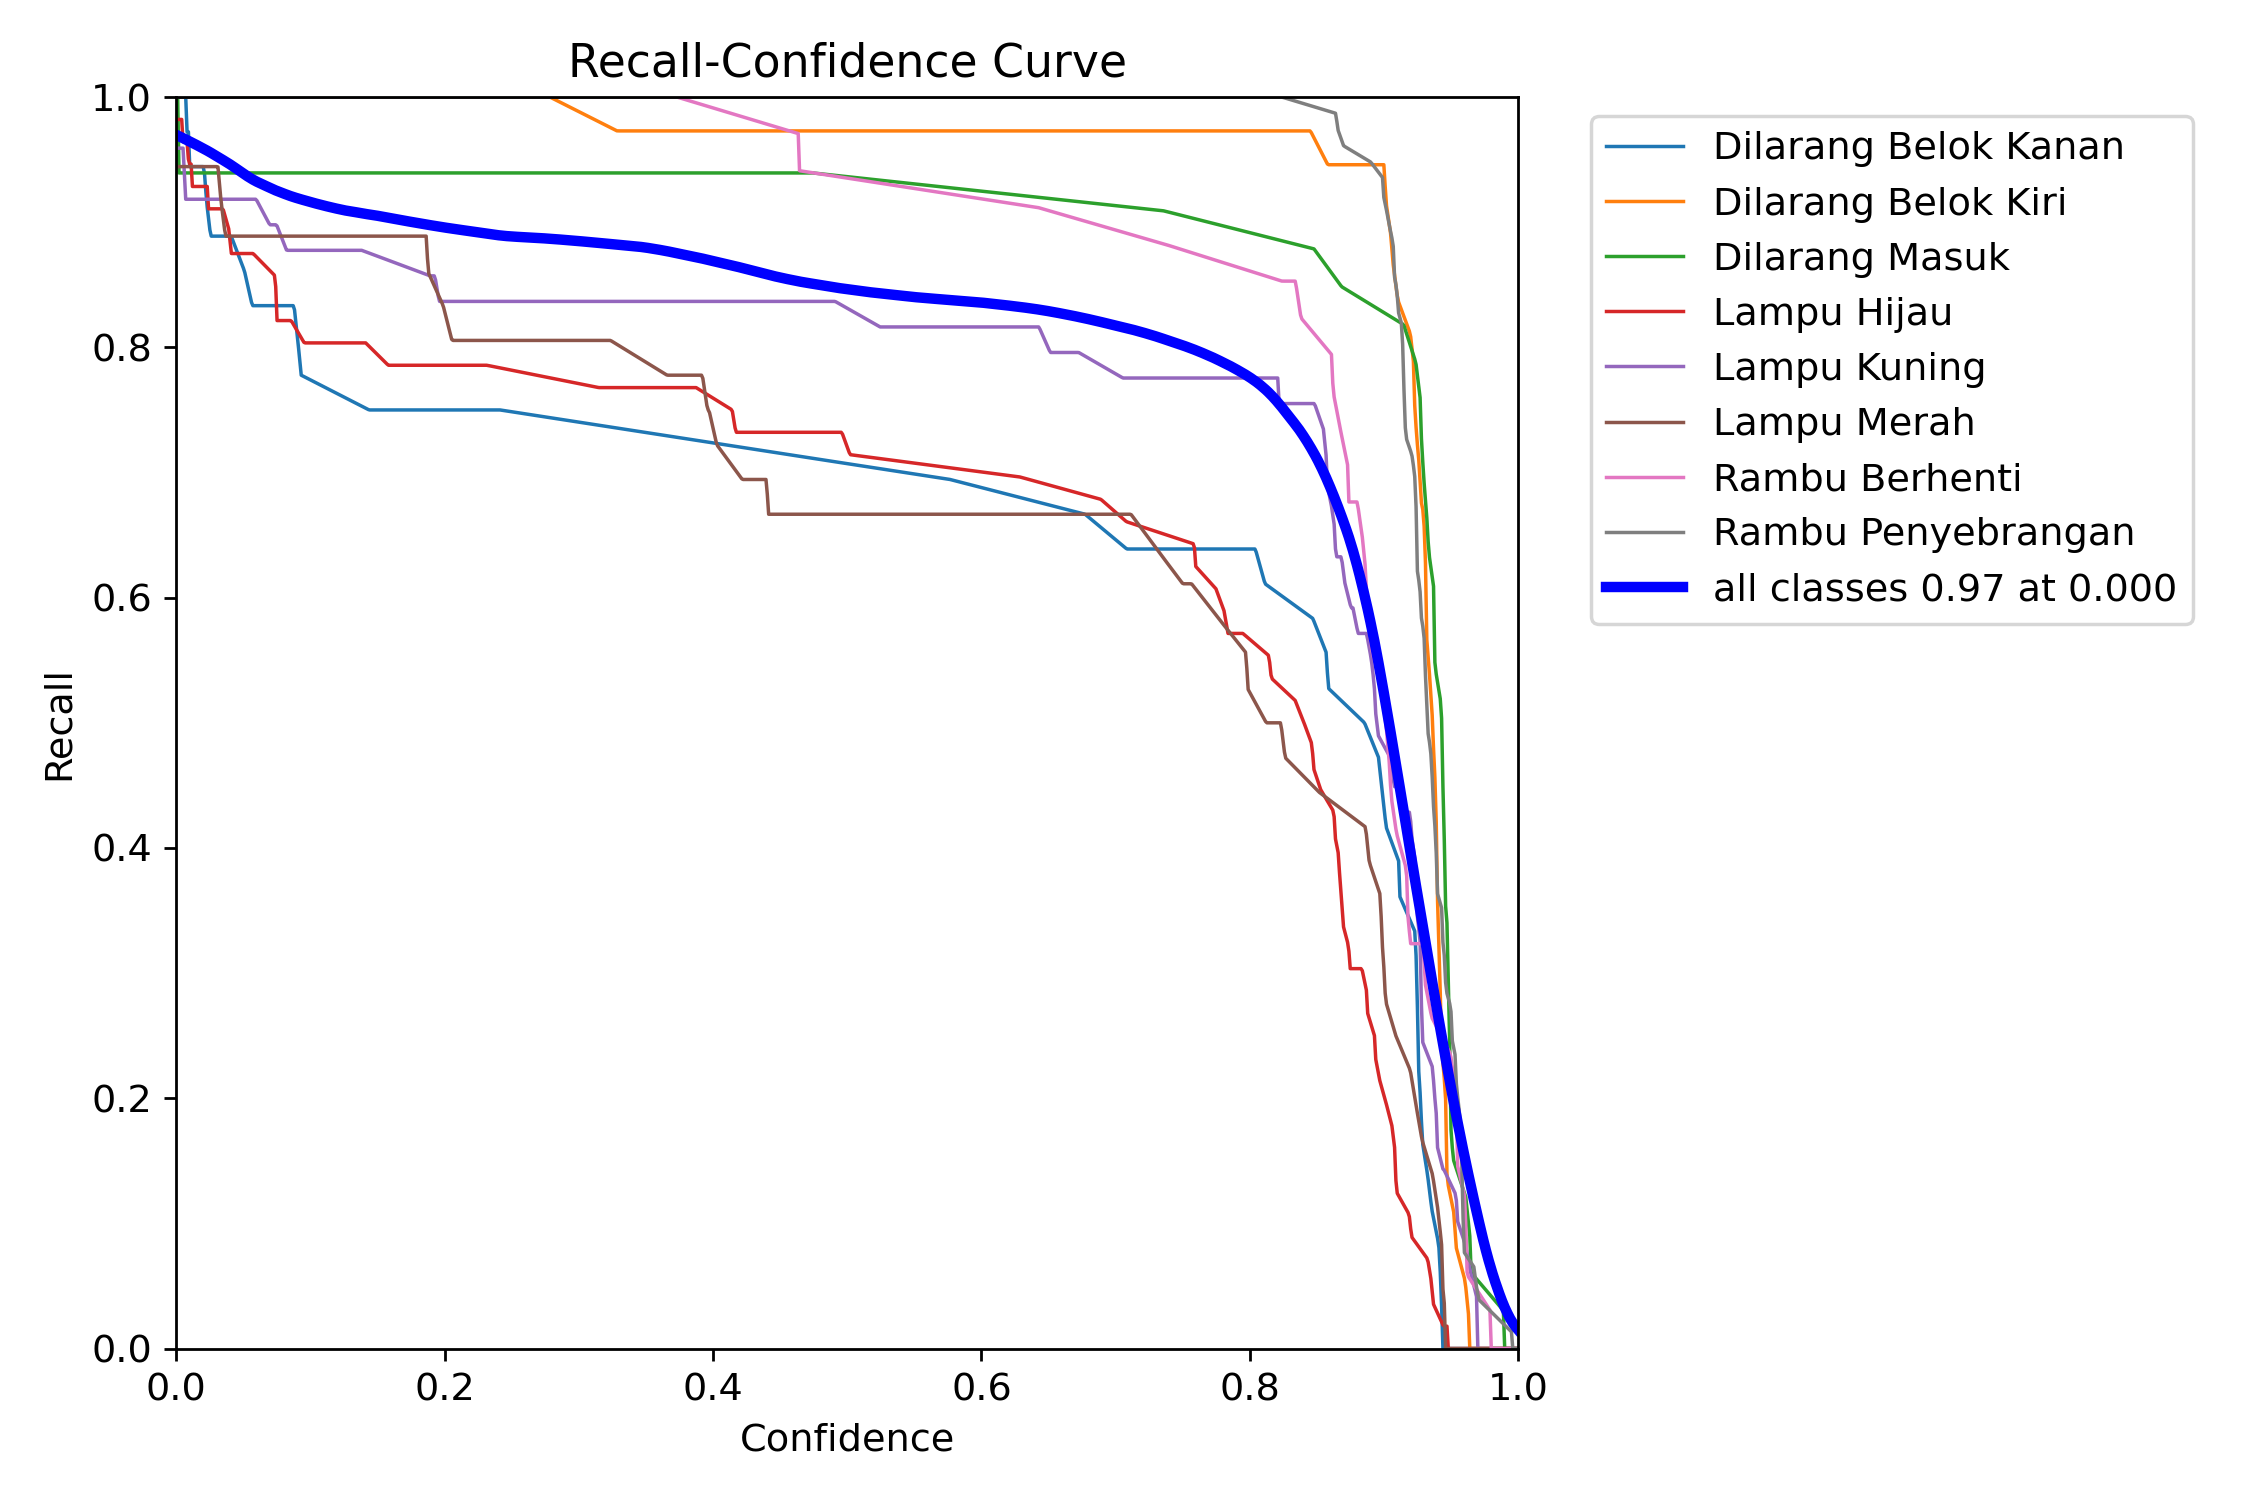 Recall-Confidence Curve
1.0
0.8
0.6
0.4
0.2
0.0
Recall
0.0 0.2 0.4 0.6 0.8 1.0
Confidence
Dilarang Belok Kanan
Dilarang Belok Kiri
Dilarang Masuk
Lampu Hijau
Lampu Kuning
Lampu Merah
Rambu Berhenti
Rambu Penyebrangan
all classes 0.97 at 0.000